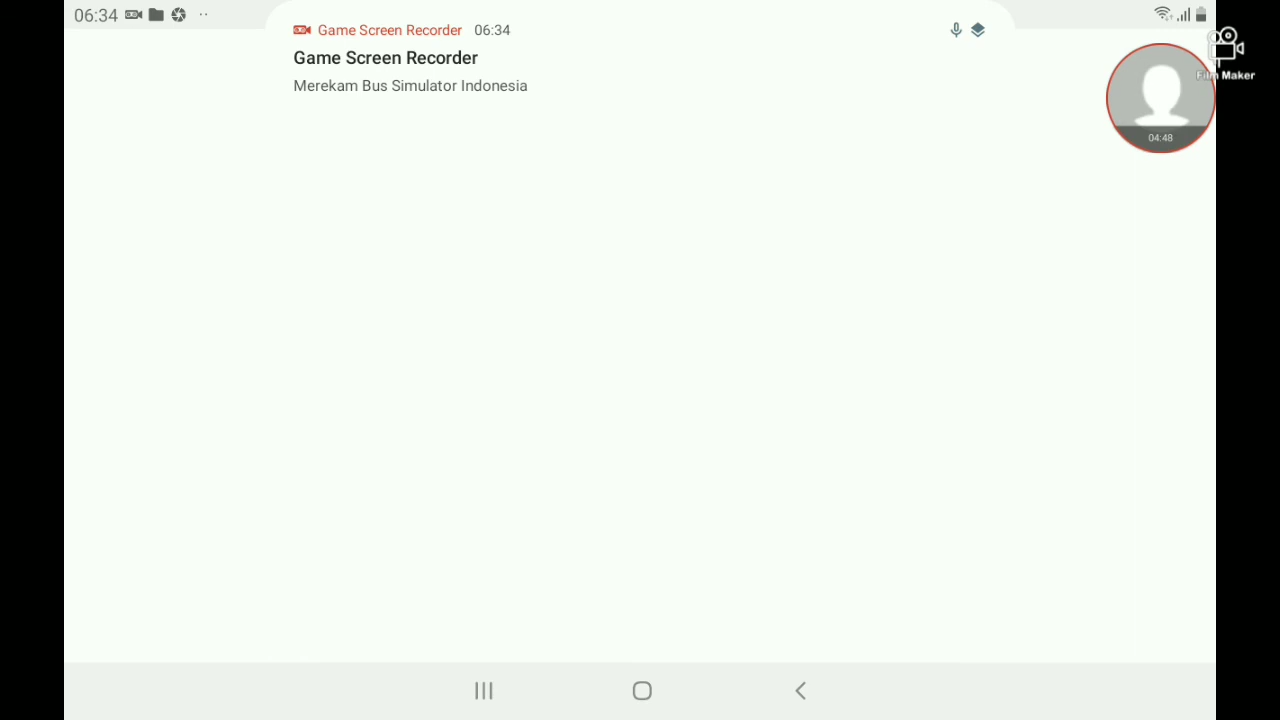 06:34
Game Screen Recorder 06:34
Game Screen Recorder
Merekam Bus Simulator Indonesia
Film Maker
04:48